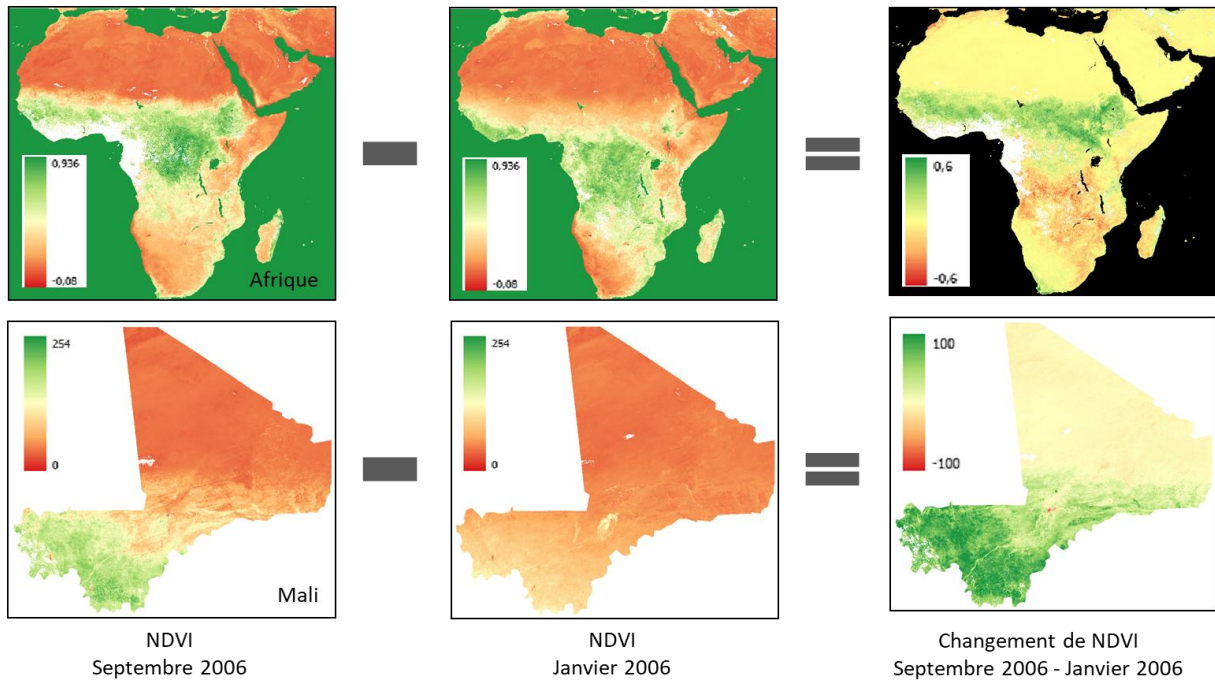 0,936
-0,08
Afrique
0,936
-0,08
0,6
-0,6
254
0
Mali
254
0
100
-100
NDVI
Septembre 2006
NDVI
Janvier 2006
Changement de NDVI
Septembre 2006 - Janvier 2006